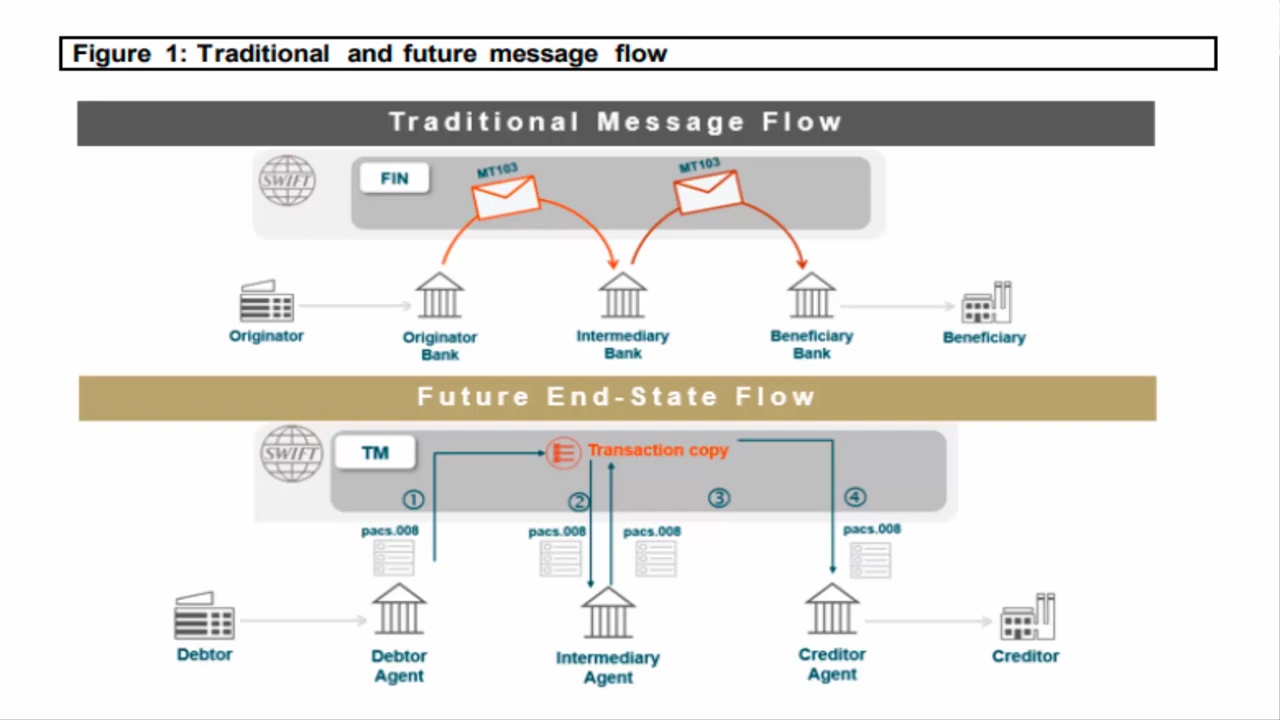 Figure 1: Traditional and future message flow
Traditional Message Flow
SWIFT
FIN
MT103
MT103
Originator
Originator
Bank
Intermediary
Bank
Beneficiary
Bank
Beneficiary
Future End-State Flow
SWIFT
TM
Transaction copy
①
②
③
④
pacs.008
pacs.008
pacs.008
pacs.008
Debtor
Debtor
Agent
Intermediary
Agent
Creditor
Agent
Creditor